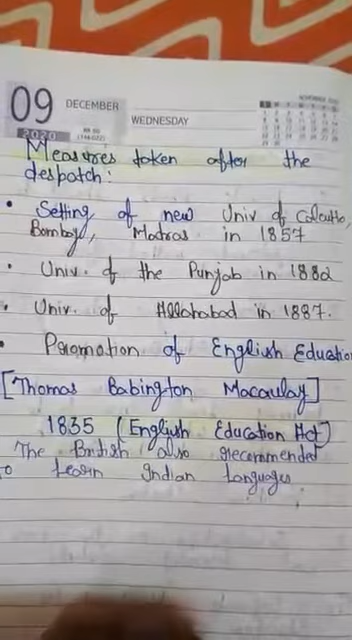 09 DECEMBER
WEDNESDAY
2020
Measures taken after the
despatch:
• Setting of new Univ of Calcutta,
Bombay, Madras in 1857
• Univ. of the Punjab in 1882
• Univ. of Allahabad in 1887.
• Peromation of English Education
[Thomas Babington Macaulay]
1835 (English Education Act)
The British also recommended
to learn Indian languages